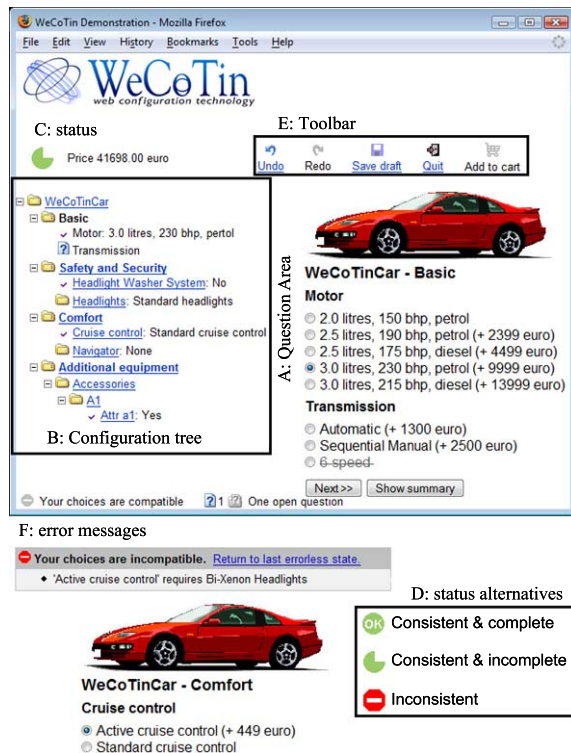 WeCoTin Demonstration - Mozilla Firefox
File Edit View History Bookmarks Tools Help
WeCoTin
web configuration technology
C: status
E: Toolbar
Price 41698.00 euro
Undo Redo Save draft Quit Add to cart
WeCoTinCar
Basic
Motor: 3.0 litres, 230 bhp, pertol
? Transmission
Safety and Security
Headlight Washer System: No
Headlights: Standard headlights
Comfort
Cruise control: Standard cruise control
Navigator: None
Additional equipment
Accessories
A1
Attr a1: Yes
B: Configuration tree
A: Question Area
WeCoTinCar - Basic
Motor
2.0 litres, 150 bhp, petrol
2.5 litres, 190 bhp, petrol (+ 2399 euro)
2.5 litres, 175 bhp, diesel (+ 4499 euro)
3.0 litres, 230 bhp, petrol (+ 9999 euro)
3.0 litres, 215 bhp, diesel (+ 13999 euro)
Transmission
Automatic (+ 1300 euro)
Sequential Manual (+ 2500 euro)
6-speed
Next>> Show summary
Your choices are compatible ? 1 ? One open question
F: error messages
Your choices are incompatible. Return to last errorless state.
• 'Active cruise control' requires Bi-Xenon Headlights
D: status alternatives
OK Consistent & complete
Consistent & incomplete
Inconsistent
WeCoTinCar - Comfort
Cruise control
Active cruise control (+ 449 euro)
Standard cruise control